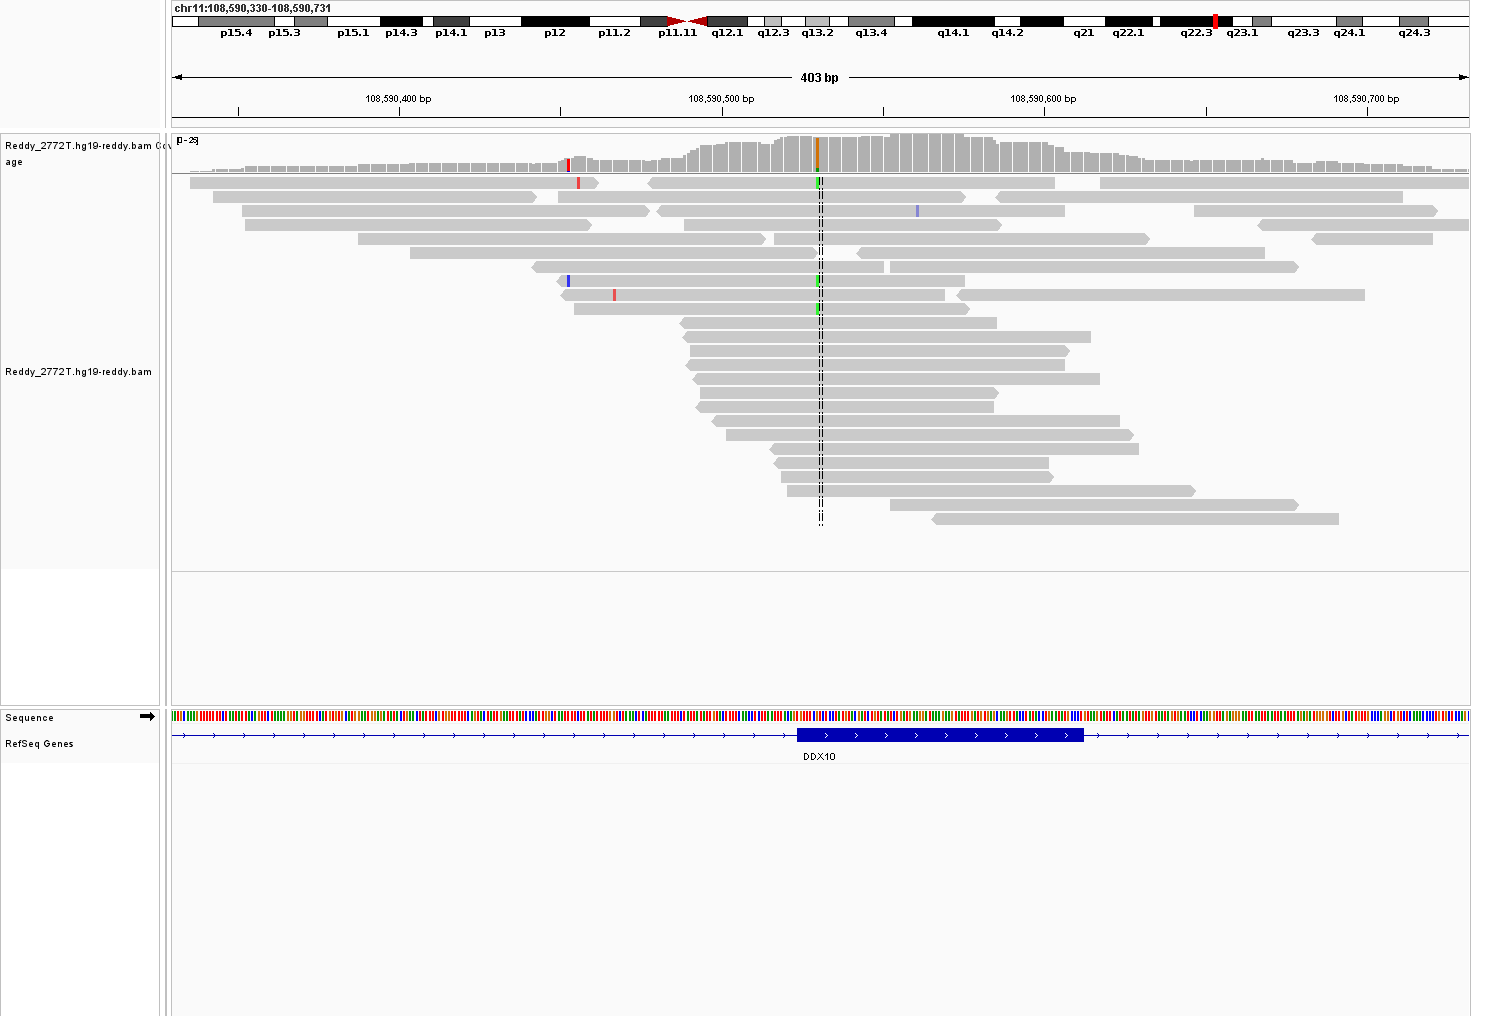 chr11:108,590,330-108,590,731
p15.4 p15.3 p15.1 p14.3 p14.1 p13 p12 p11.2 p11.11 q12.1 q12.3 q13.2 q13.4 q14.1 q14.2 q21 q22.1 q22.3 q23.1 q23.3 q24.1 q24.3
403 bp
108,590,400 bp 108,590,500 bp 108,590,600 bp 108,590,700 bp
Reddy_2772T.hg19-reddy.bam Cov
age
Reddy_2772T.hg19-reddy.bam
Sequence
RefSeq Genes
DDX10